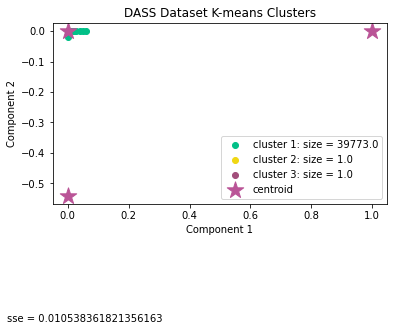 DASS Dataset K-means Clusters
0.0
-0.1
-0.2
-0.3
-0.4
-0.5
Component 2
cluster 1: size = 39773.0
cluster 2: size = 1.0
cluster 3: size = 1.0
centroid
0.0 0.2 0.4 0.6 0.8 1.0
Component 1
sse = 0.010538361821356163